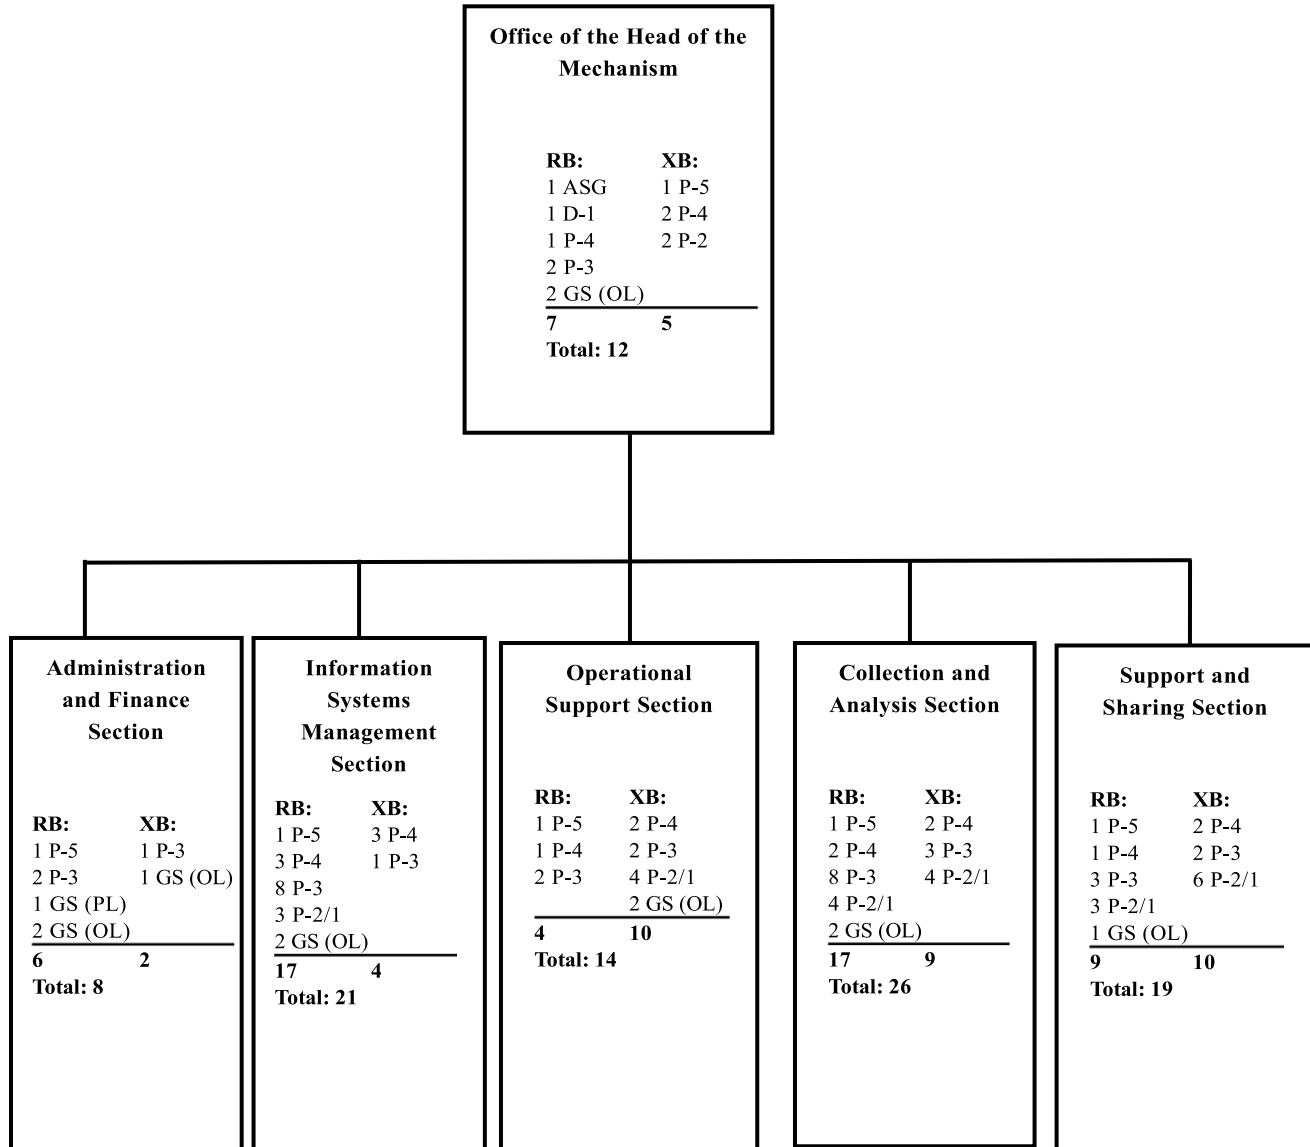 Office of the Head of the
Mechanism
RB: XB:
1 ASG 1 P-5
1 D-1 2 P-4
1 P-4 2 P-2
2 P-3
2 GS (OL)
7 5
Total: 12
Administration
and Finance
Section
RB: XB:
1 P-5 1 P-3
2 P-3 1 GS (OL)
1 GS (PL)
2 GS (OL)
6 2
Total: 8
Information
Systems
Management
Section
RB: XB:
1 P-5 3 P-4
3 P-4 1 P-3
8 P-3
3 P-2/1
2 GS (OL)
17 4
Total: 21
Operational
Support Section
RB: XB:
1 P-5 2 P-4
1 P-4 2 P-3
2 P-3 4 P-2/1
2 GS (OL)
4 10
Total: 14
Collection and
Analysis Section
RB: XB:
1 P-5 2 P-4
2 P-4 3 P-3
8 P-3 4 P-2/1
4 P-2/1
2 GS (OL)
17 9
Total: 26
Support and
Sharing Section
RB: XB:
1 P-5 2 P-4
1 P-4 2 P-3
3 P-3 6 P-2/1
3 P-2/1
1 GS (OL)
9 10
Total: 19